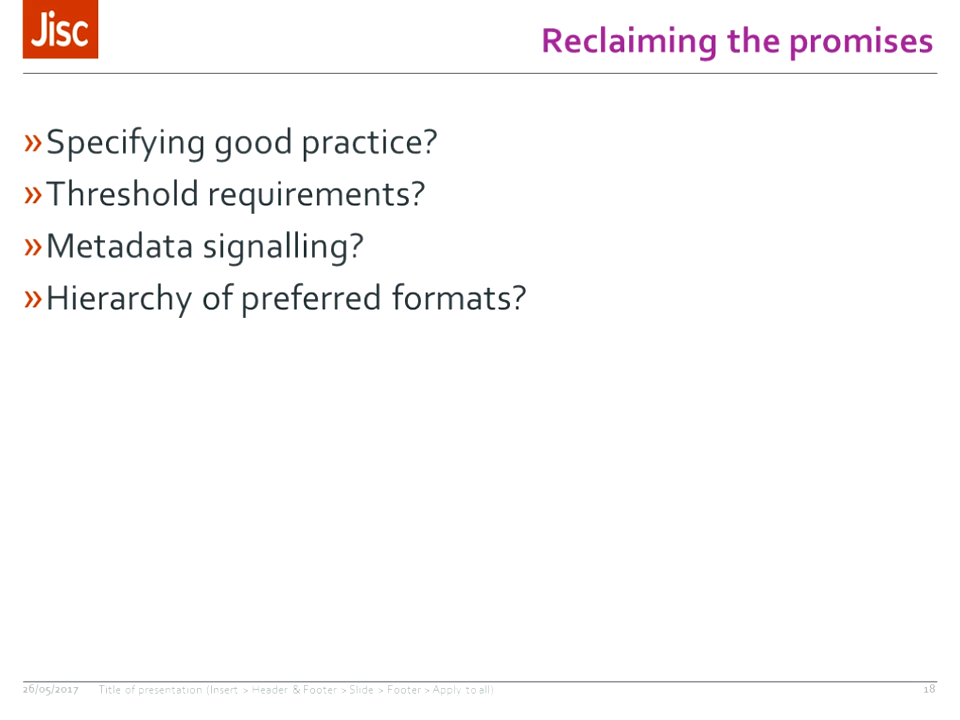 Jisc
Reclaiming the promises
»Specifying good practice?
»Threshold requirements?
»Metadata signalling?
»Hierarchy of preferred formats?
26/05/2017 Title of presentation (Insert > Header & Footer > Slide > Footer > Apply to all) 18